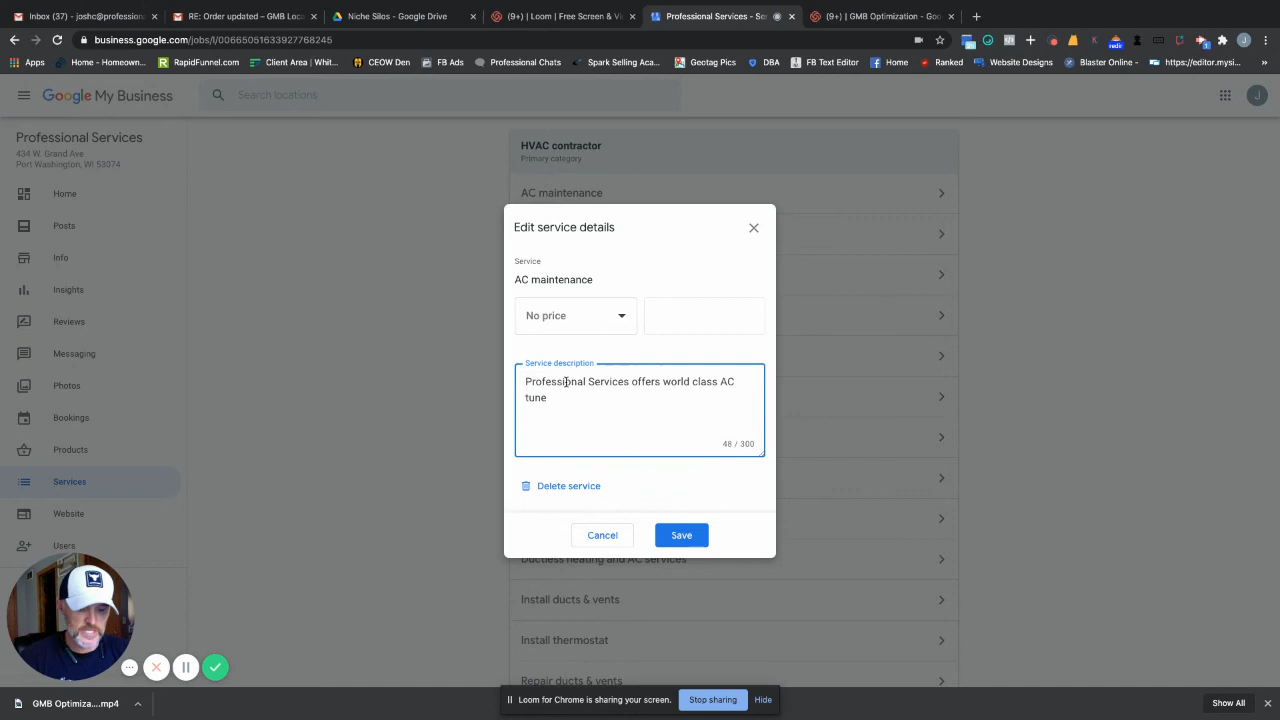 Inbox (37) - josh@profession
RE: Order updated – GMB Loca
Niche Silos - Google Drive
(9+) | Loom | Free Screen & Vi
Professional Services - Se
(9+) | GMB Optimization - Goo
business.google.com/jobs/l/00665051633927768245
Apps
Home - Homeown...
RapidFunnel.com
Client Area | Whit...
CEOW Den
FB Ads
Professional Chats
Spark Selling Aca...
Geotag Pics
DBA
FB Text Editor
Home
Ranked
Website Designs
Blaster Online -
https://editor.mysi...
Google My Business
Search locations
J
Professional Services
434 W. Grand Ave
Port Washington, WI 53074
Home
Posts
Info
Insights
Reviews
Messaging
Photos
Bookings
Products
Services
Website
Users
HVAC contractor
Primary category
AC maintenance
Edit service details
Service
AC maintenance
No price
Service description
Professional Services offers world class AC
tune
48 / 300
Delete service
Cancel
Save
Ductless heating and AC services
Install ducts & vents
Install thermostat
Repair ducts & vents
Loom for Chrome is sharing your screen.
Stop sharing
Hide
GMB Optimiza....mp4
Show All